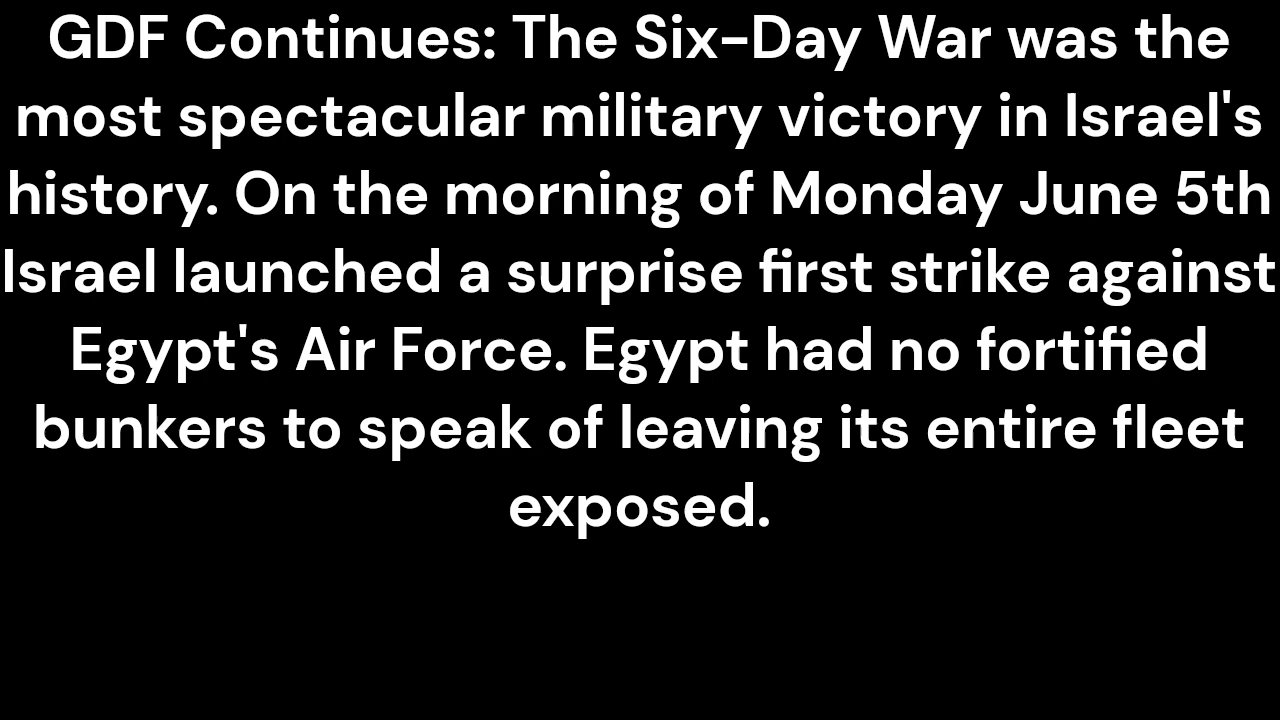 GDF Continues: The Six-Day War was the
most spectacular military victory in Israel's
history. On the morning of Monday June 5th
Israel launched a surprise first strike against
Egypt's Air Force. Egypt had no fortified
bunkers to speak of leaving its entire fleet
exposed.